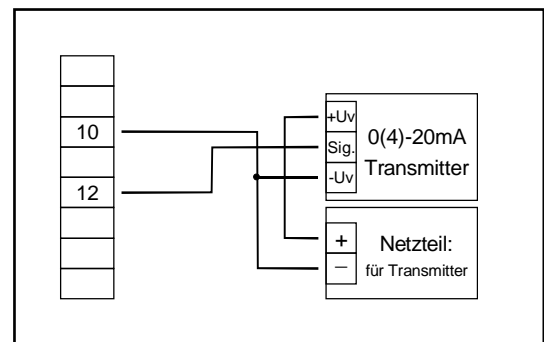 10
12
+Uv
Sig.
-Uv
0(4)-20mA
Transmitter
+
−
Netzteil:
für Transmitter